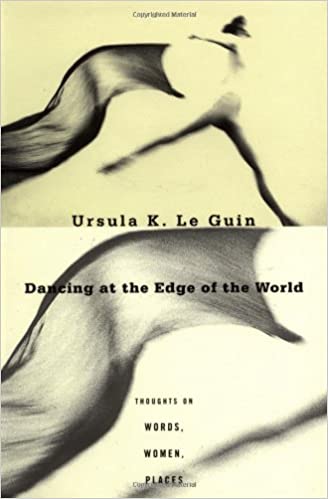 Ursula K. Le Guin
Dancing at the Edge of the World
THOUGHTS ON
WORDS,
WOMEN,
PLACES